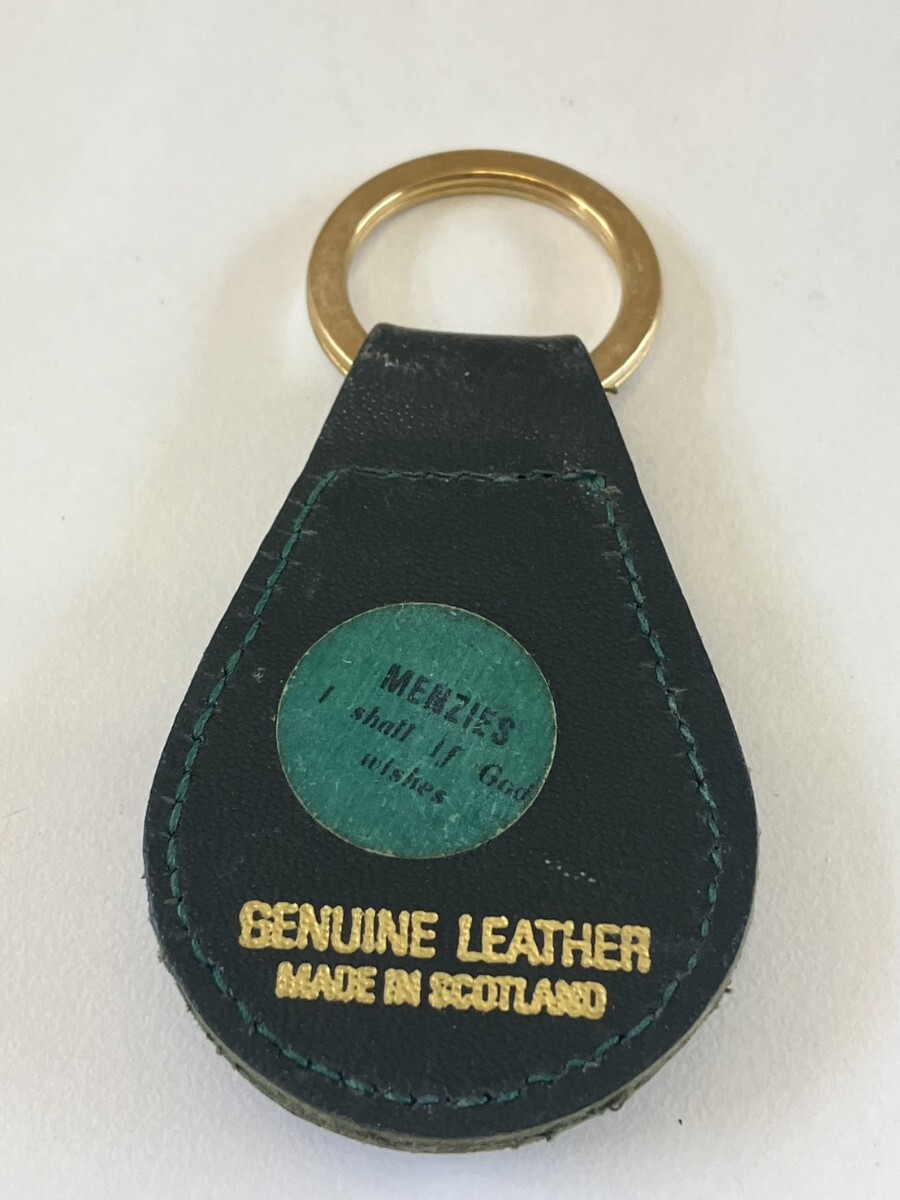 MENZIES
I shall if God
wishes
GENUINE LEATHER
MADE IN SCOTLAND